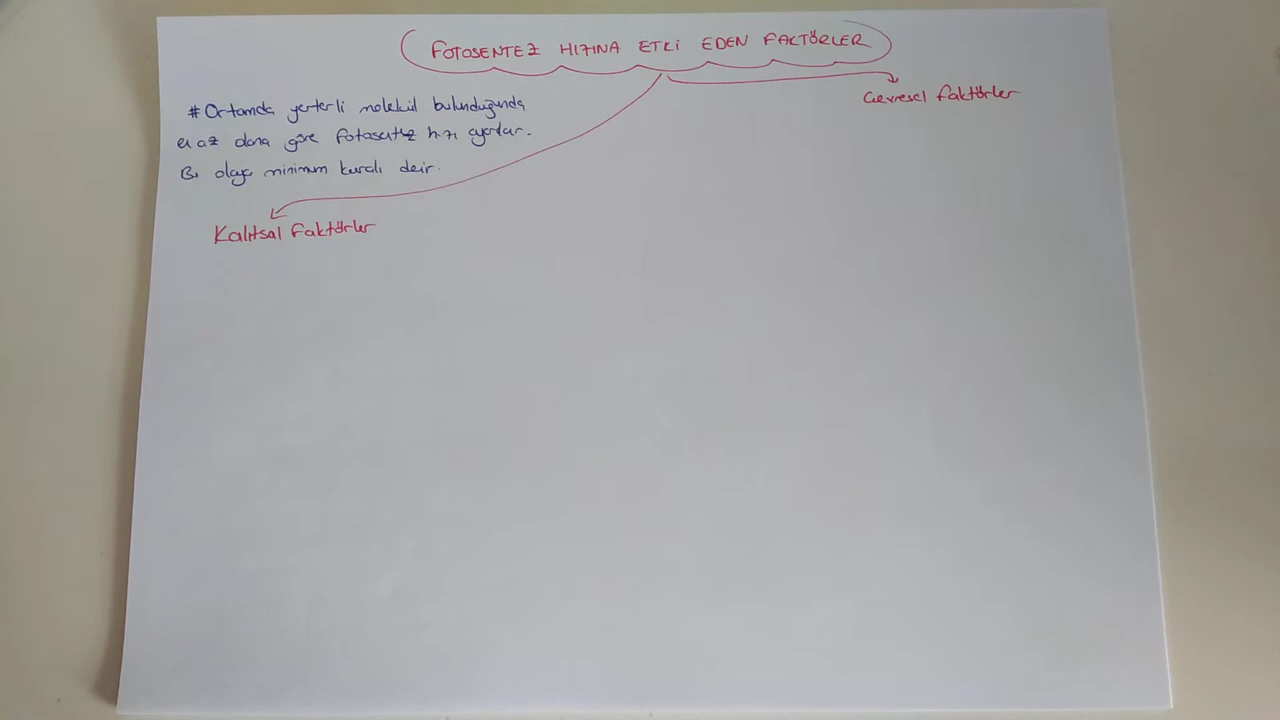 FOTOSENTEZ HIZINA ETKİ EDEN FAKTÖRLER
Çevresel faktörler
#Ortamda yeterli molekül bulunduğunda
en az olana göre fotosentez hızı ayarlar.
Bu olaya minimum kuralı denir.
Kalıtsal faktörler